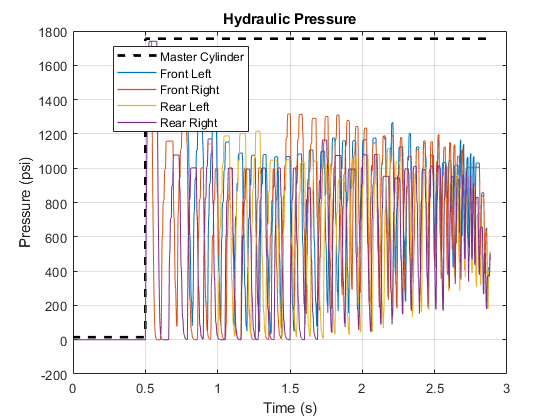 Hydraulic Pressure
1800
1600
1400
1200
1000
800
600
400
200
0
-200
Pressure (psi)
Master Cylinder
Front Left
Front Right
Rear Left
Rear Right
0 0.5 1 1.5 2 2.5 3
Time (s)